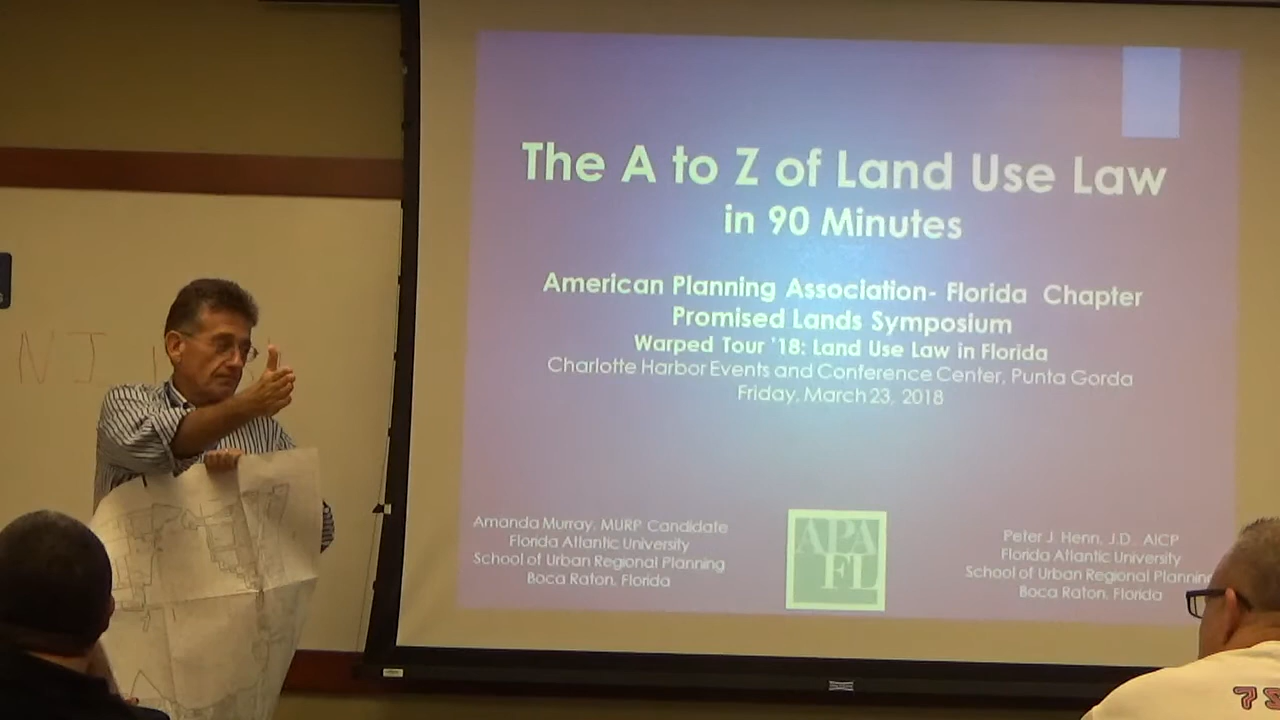 The A to Z of Land Use Law
in 90 Minutes
American Planning Association- Florida Chapter
Promised Lands Symposium
Warped Tour '18: Land Use Law in Florida
Charlotte Harbor Events and Conference Center, Punta Gorda
Friday, March 23, 2018
Amanda Murray, MURP Candidate
Florida Atlantic University
School of Urban Regional Planning
Boca Raton, Florida
APA
FL
Peter J. Henn, J.D. AICP
Florida Atlantic University
School of Urban Regional Planning
Boca Raton, Florida
NI
7